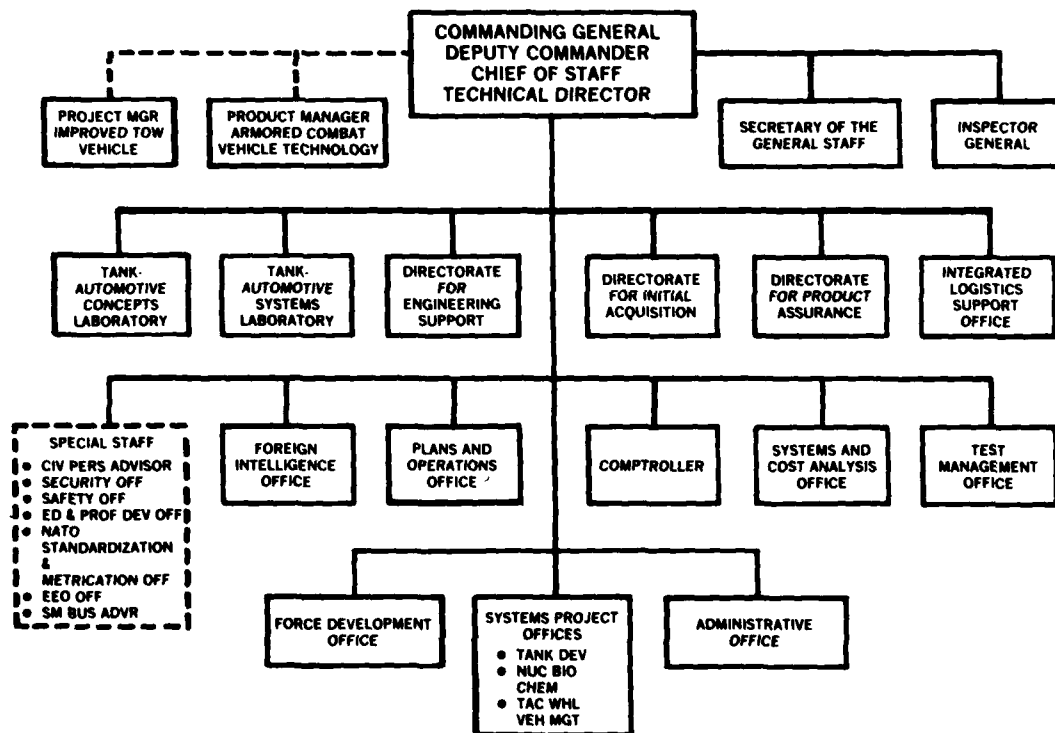 COMMANDING GENERAL
DEPUTY COMMANDER
CHIEF OF STAFF
TECHNICAL DIRECTOR
PROJECT MGR
IMPROVED TOW
VEHICLE
PRODUCT MANAGER
ARMORED COMBAT
VEHICLE TECHNOLOGY
SECRETARY OF THE
GENERAL STAFF
INSPECTOR
GENERAL
TANK-
AUTOMOTIVE
CONCEPTS
LABORATORY
TANK-
AUTOMOTIVE
SYSTEMS
LABORATORY
DIRECTORATE
FOR
ENGINEERING
SUPPORT
DIRECTORATE
FOR INITIAL
ACQUISITION
DIRECTORATE
FOR PRODUCT
ASSURANCE
INTEGRATED
LOGISTICS
SUPPORT
OFFICE
SPECIAL STAFF
● CIV PERS ADVISOR
● SECURITY OFF
● SAFETY OFF
● ED & PROF DEV OFF
● NATO
STANDARDIZATION
&
METRICATION OFF
● EEO OFF
● SM BUS ADVR
FOREIGN
INTELLIGENCE
OFFICE
PLANS AND
OPERATIONS
OFFICE
COMPTROLLER
SYSTEMS AND
COST ANALYSIS
OFFICE
TEST
MANAGEMENT
OFFICE
FORCE DEVELOPMENT
OFFICE
SYSTEMS PROJECT
OFFICES
● TANK DEV
● NUC BIO
CHEM
● TAC WHL
VEH MGT
ADMINISTRATIVE
OFFICE